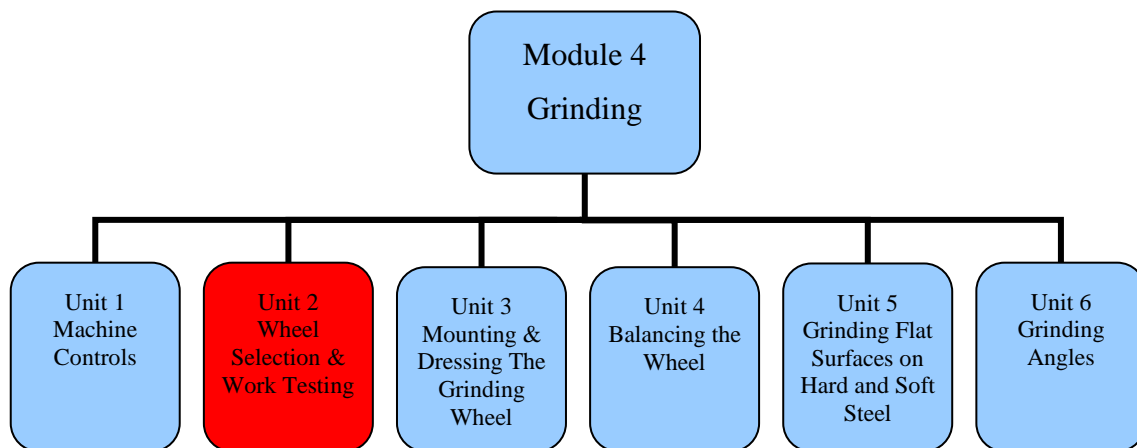 Module 4
Grinding
Unit 1
Machine
Controls
Unit 2
Wheel
Selection &
Work Testing
Unit 3
Mounting &
Dressing The
Grinding
Wheel
Unit 4
Balancing the
Wheel
Unit 5
Grinding Flat
Surfaces on
Hard and Soft
Steel
Unit 6
Grinding
Angles